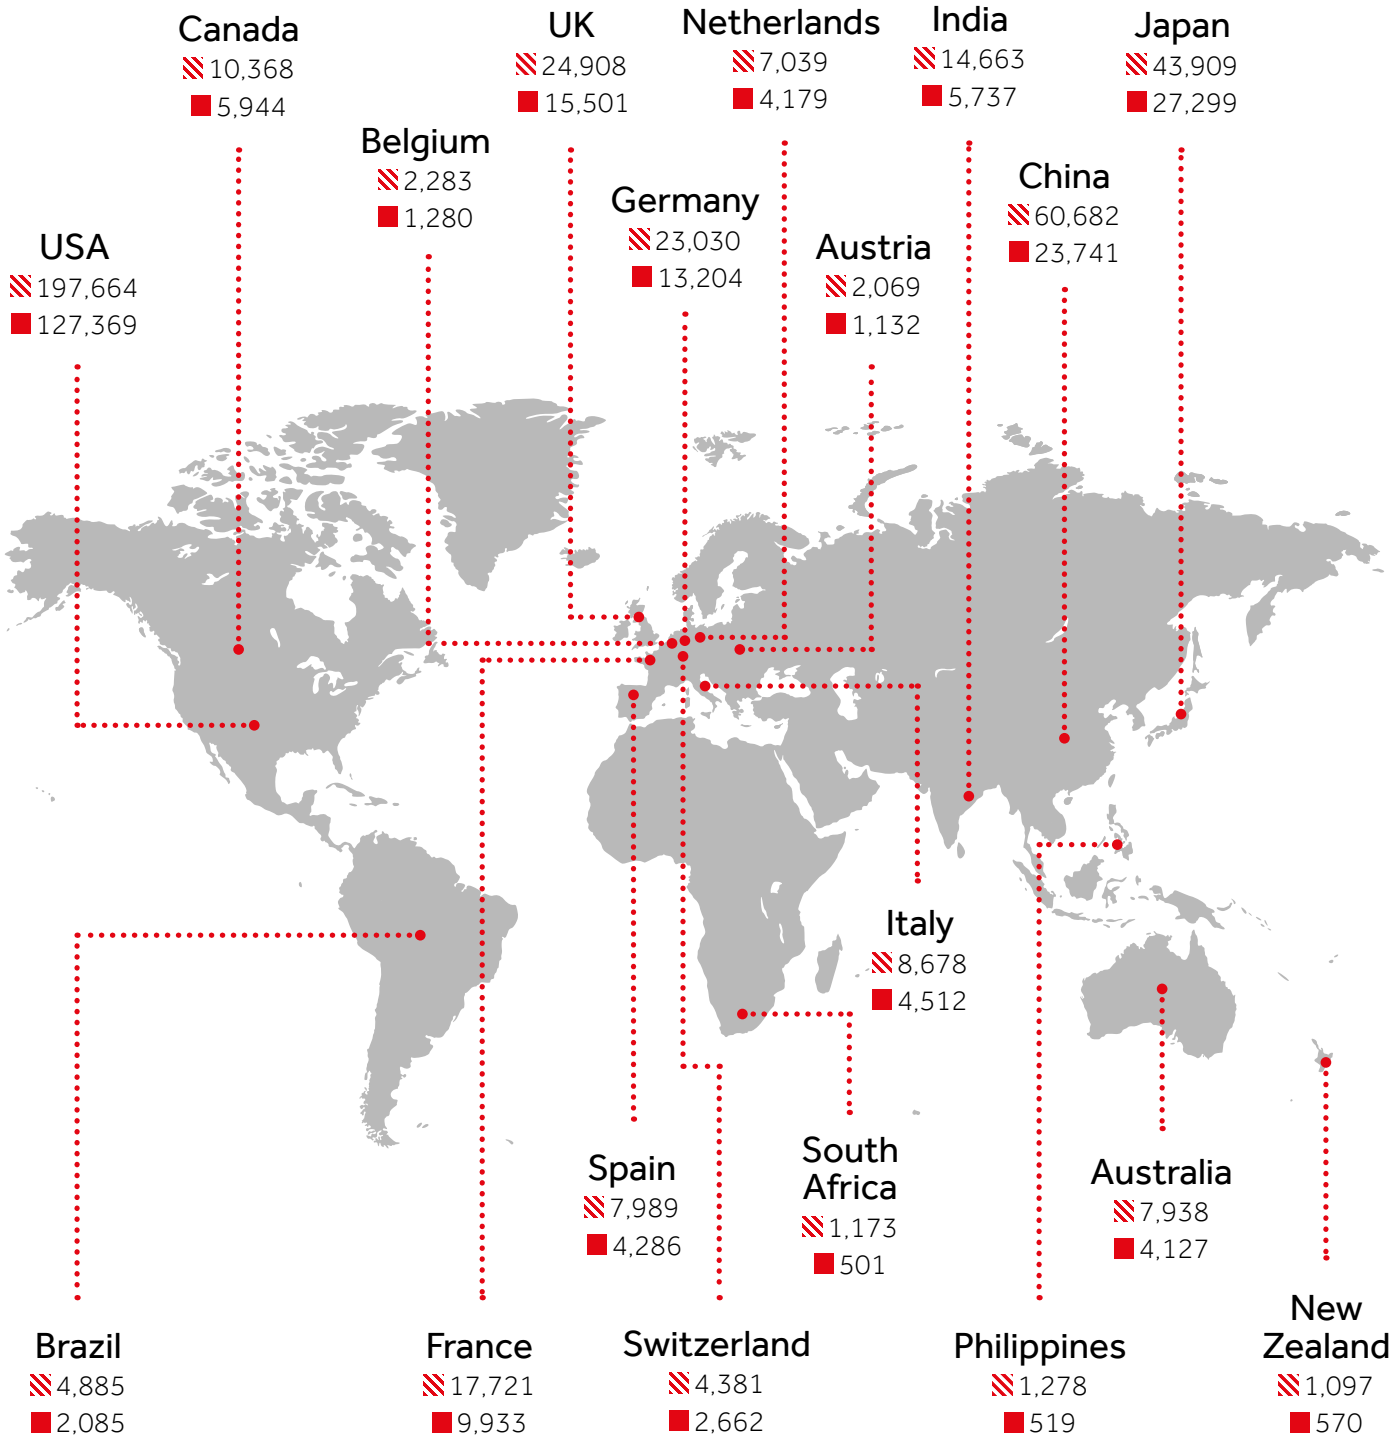 Canada
10,368
5,944
UK
24,908
15,501
Netherlands
7,039
4,179
India
14,663
5,737
Japan
43,909
27,299
Belgium
2,283
1,280
Germany
23,030
13,204
China
60,682
23,741
USA
197,664
127,369
Austria
2,069
1,132
Italy
8,678
4,512
Spain
7,989
4,286
South
Africa
1,173
501
Australia
7,938
4,127
Brazil
4,885
2,085
France
17,721
9,933
Switzerland
4,381
2,662
Philippines
1,278
519
New
Zealand
1,097
570